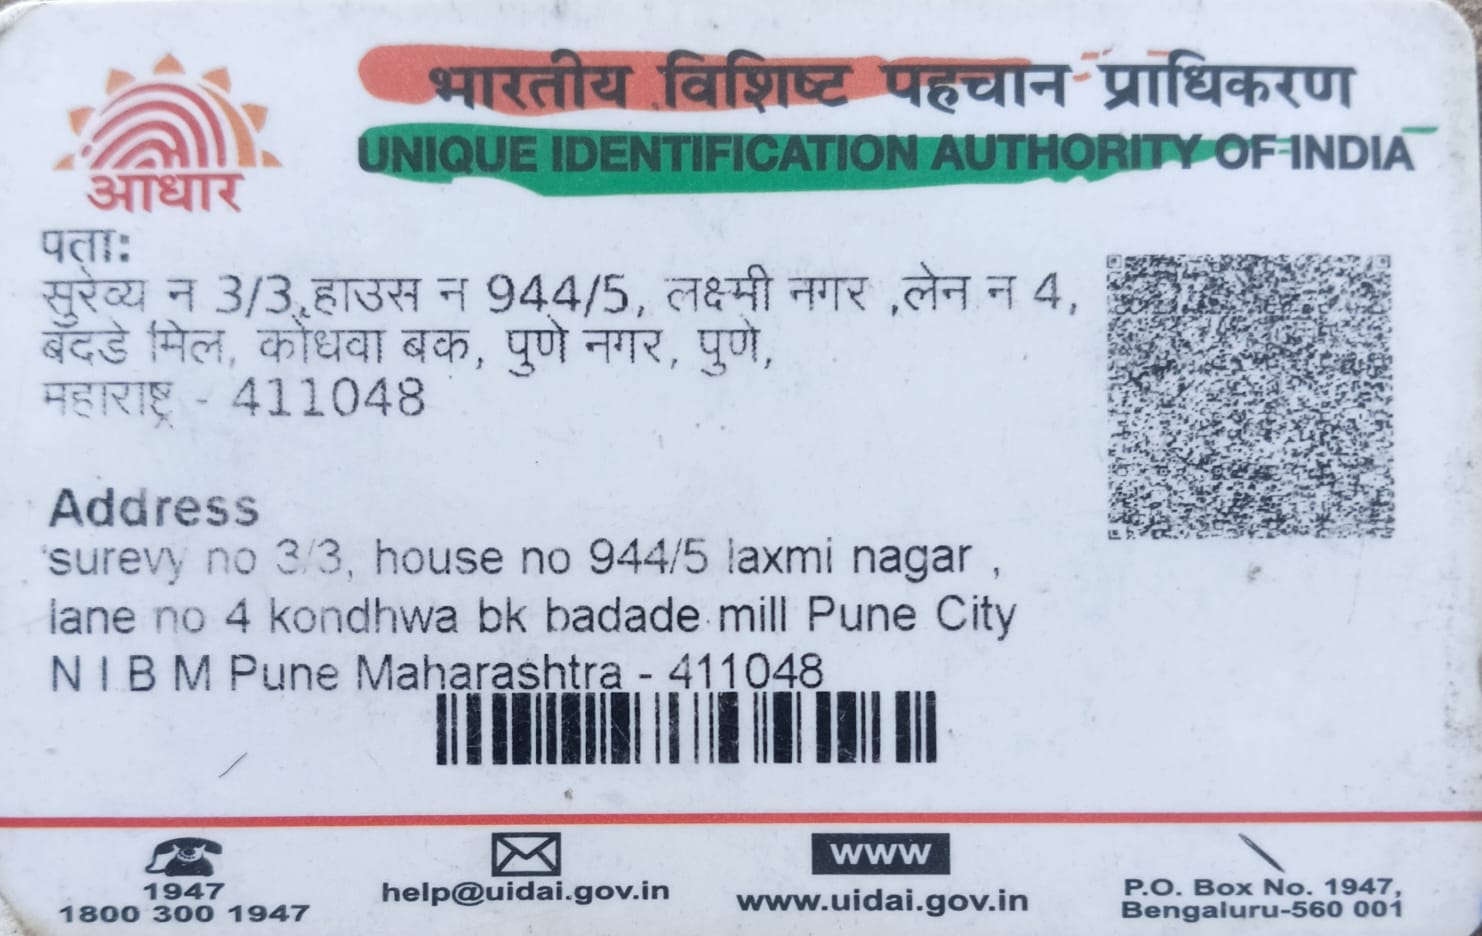 भारतीय विशिष्ट पहचान प्राधिकरण
UNIQUE IDENTIFICATION AUTHORITY OF INDIA
आधार
पता:
सुरेव्य न 3/3,हाउस न 944/5, लक्ष्मी नगर ,लेन न 4,
बदडे मिल, कोंधवा बक, पुणे नगर, पुणे,
महाराष्ट्र - 411048
Address
surevy no 3/3, house no 944/5 laxmi nagar ,
lane no 4 kondhwa bk badade mill Pune City
N I B M Pune Maharashtra - 411048
1947
1800 300 1947
help@uidai.gov.in
www
www.uidai.gov.in
P.O. Box No. 1947,
Bengaluru-560 001